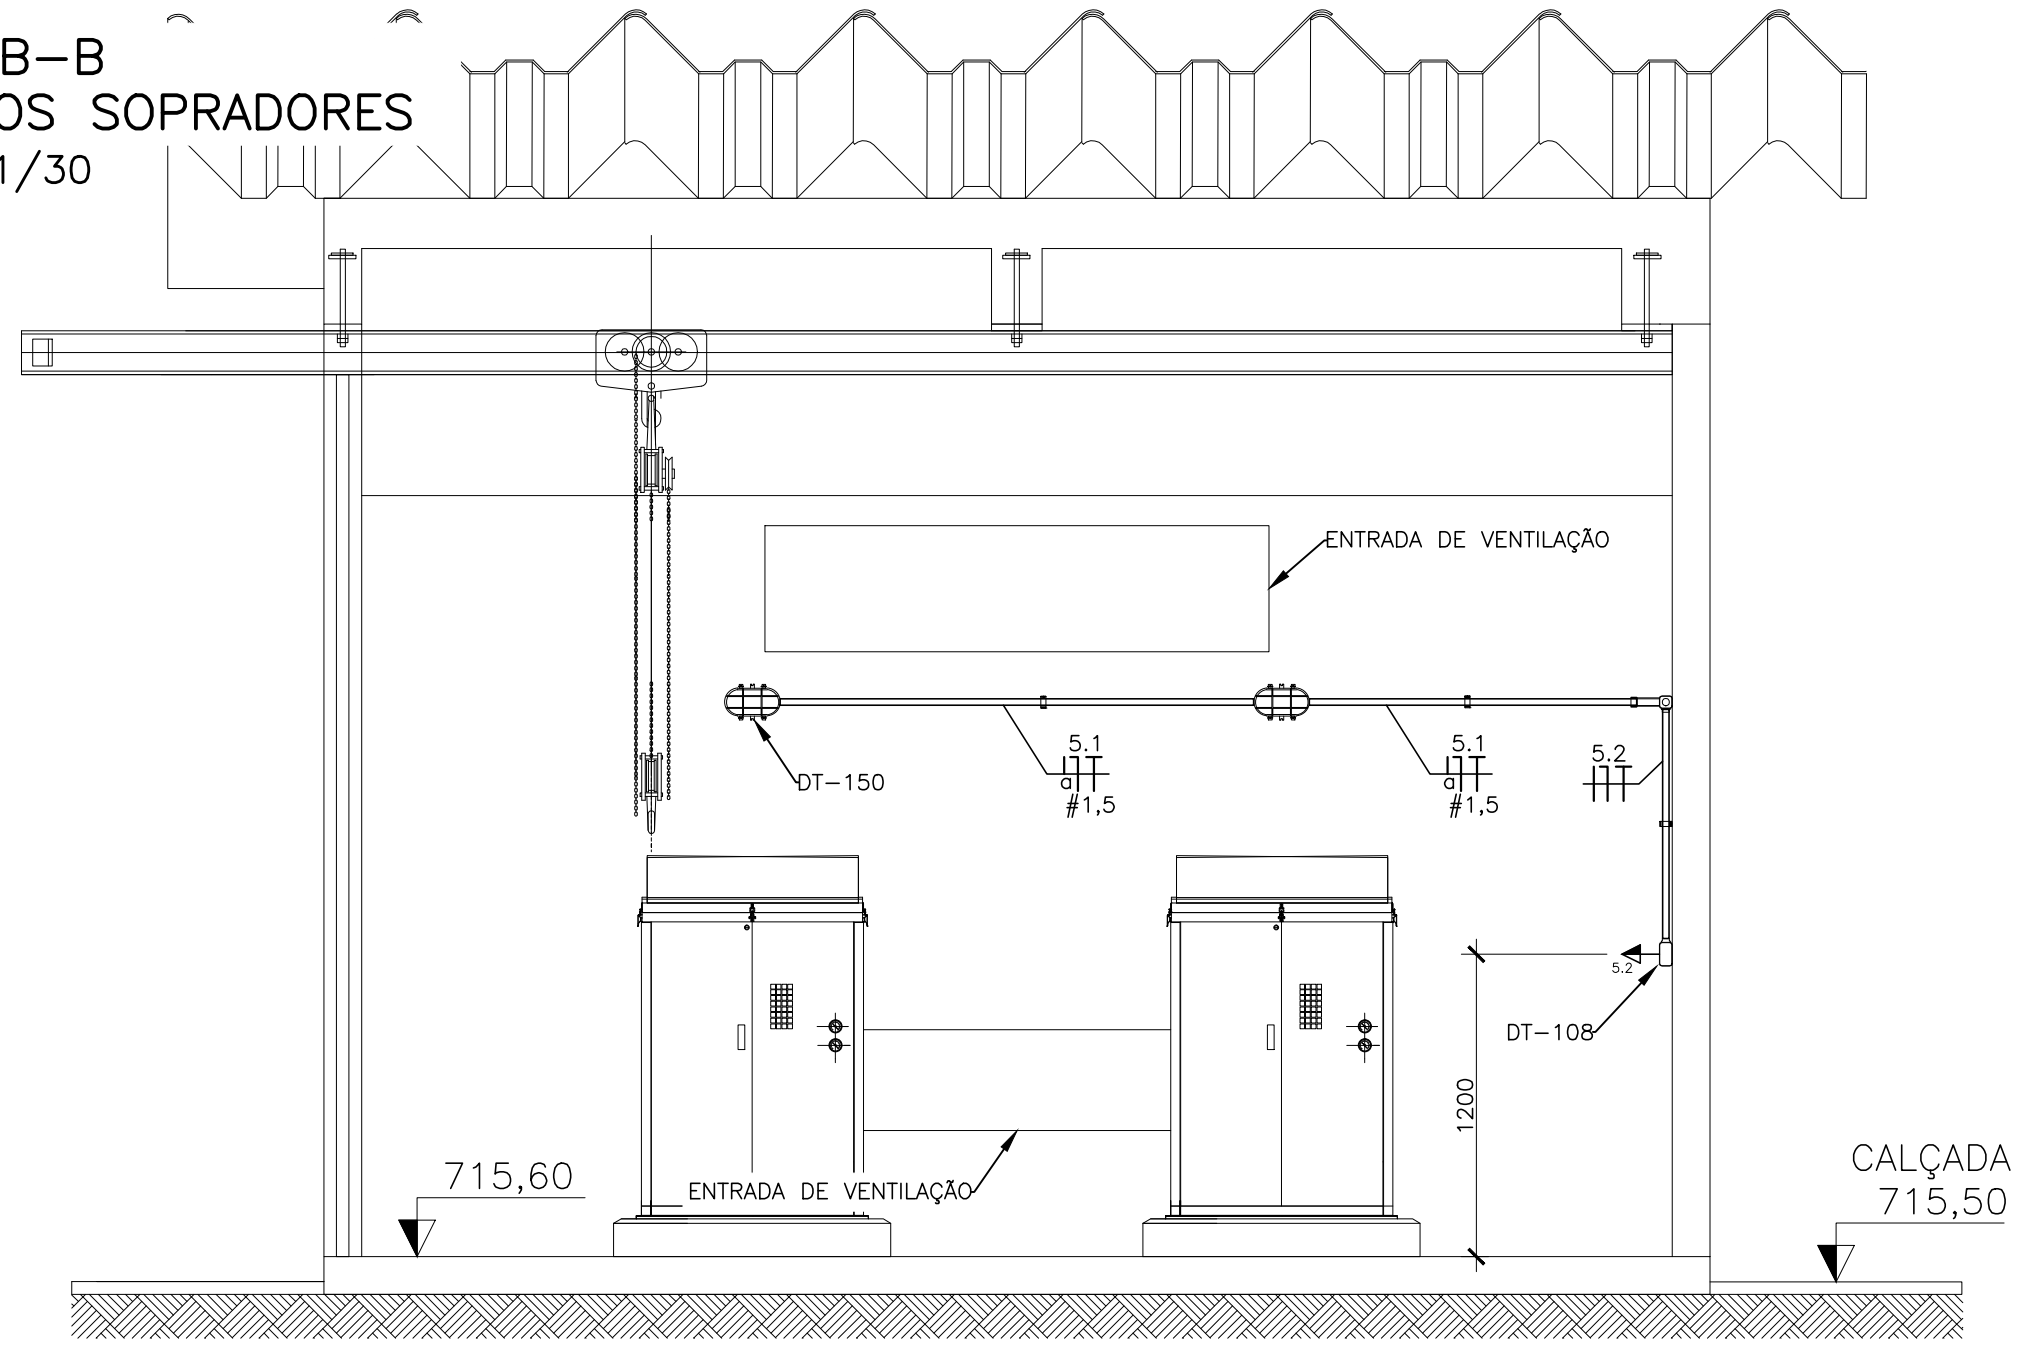 B-B
OS SOPRADORES
1/30
ENTRADA DE VENTILAÇÃO
5.1
a
#1,5
5.1
a
#1,5
5.2
DT-150
5.2
DT-108
1200
715,60
ENTRADA DE VENTILAÇÃO
CALÇADA
715,50